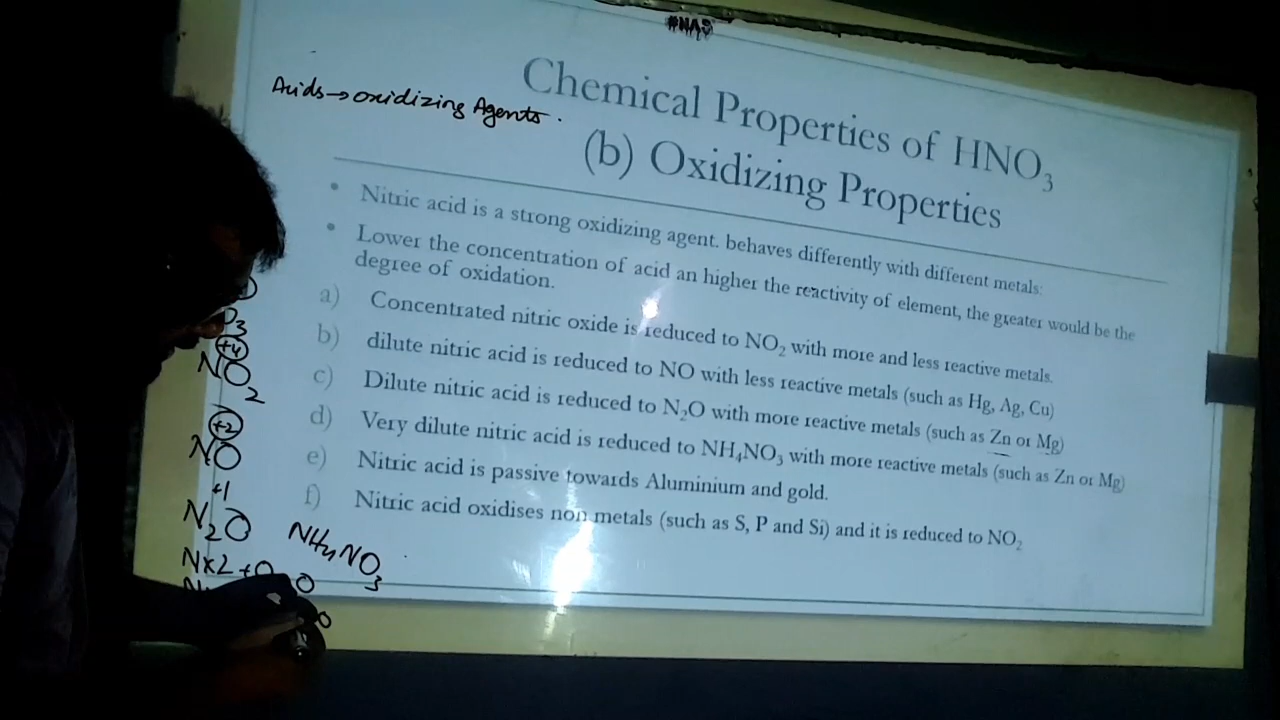 #NAS
Acids→oxidizing Agents.
Chemical Properties of HNO₃
(b) Oxidizing Properties
• Nitric acid is a strong oxidizing agent. behaves differently with different metals:
• Lower the concentration of acid an higher the reactivity of element, the greater would be the
degree of oxidation.
a) Concentrated nitric oxide is reduced to NO₂ with more and less reactive metals.
b) dilute nitric acid is reduced to NO with less reactive metals (such as Hg, Ag, Cu)
c) Dilute nitric acid is reduced to N₂O with more reactive metals (such as Zn or Mg)
d) Very dilute nitric acid is reduced to NH₄NO₃ with more reactive metals (such as Zn or Mg)
e) Nitric acid is passive towards Aluminium and gold.
f) Nitric acid oxidises non metals (such as S, P and Si) and it is reduced to NO₂
+4
NO₂
+2
NO
+1
N₂O
NH₄NO₃
N×2+